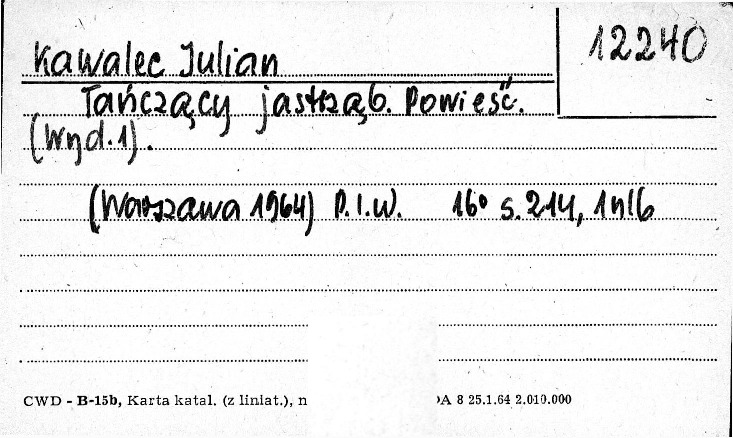 12240
Kawalec Julian
Tańczący jastrząb. Powieść.
(Wyd. 1).
(Warszawa 1964) P.I.W. 16° s. 214, 1nlb
CWD - B-15b, Karta katal. (z liniat.), n
A 8 25.1.64 2.010.000